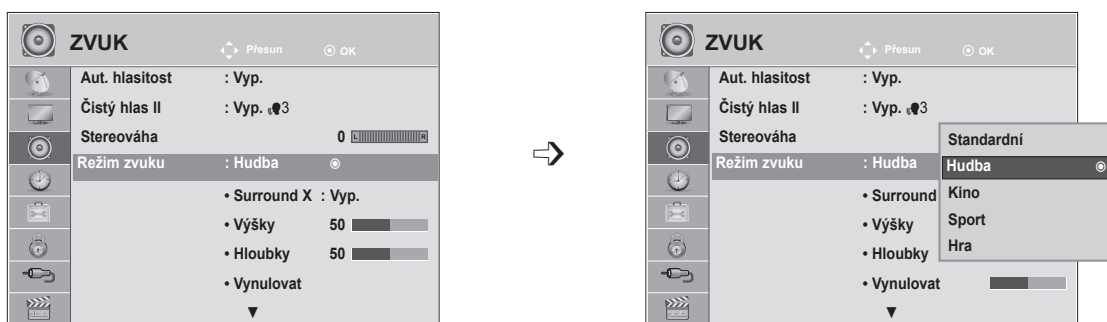 ZVUK
Přesun
OK
Aut. hlasitost : Vyp.
Čistý hlas II : Vyp. 3
Stereováha 0 L R
Režim zvuku : Hudba
• Surround X : Vyp.
• Výšky 50
• Hloubky 50
• Vynulovat
▼
ZVUK
Přesun
OK
Aut. hlasitost : Vyp.
Čistý hlas II : Vyp. 3
Stereováha
Režim zvuku : Hudba
• Surround
• Výšky
• Hloubky
• Vynulovat
▼
Standardní
Hudba
Kino
Sport
Hra